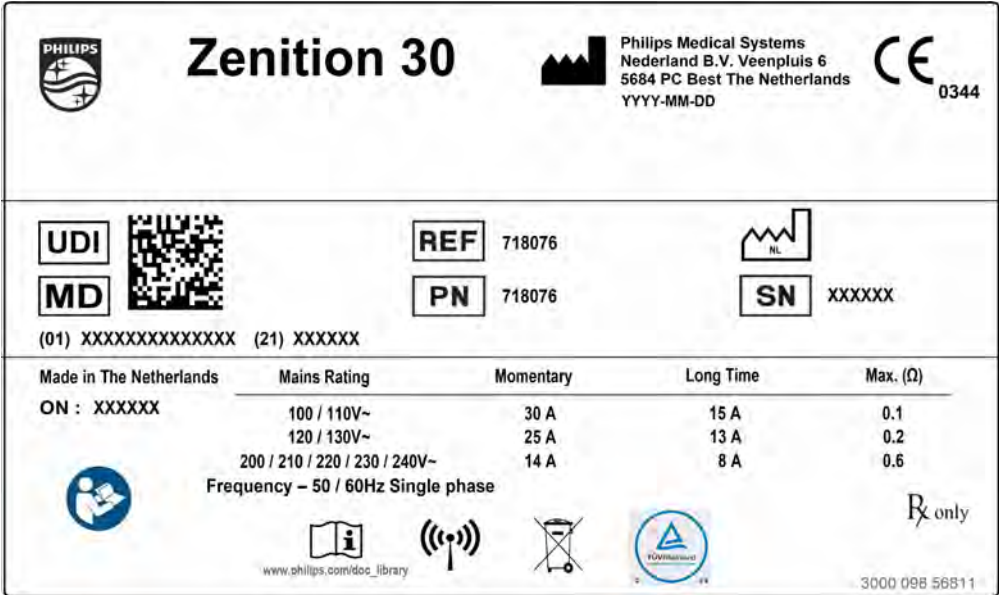 PHILIPS
Zenition 30
Philips Medical Systems
Nederland B.V. Veenpluis 6
5684 PC Best The Netherlands
YYYY-MM-DD
CE 0344
UDI
REF 718076
NL
MD
PN 718076
SN XXXXXX
(01) XXXXXXXXXXXXXX (21) XXXXXX
Made in The Netherlands
ON : XXXXXX
Mains Rating Momentary Long Time Max. (Ω)
100 / 110V~ 30 A 15 A 0.1
120 / 130V~ 25 A 13 A 0.2
200 / 210 / 220 / 230 / 240V~ 14 A 8 A 0.6
Frequency – 50 / 60Hz Single phase
℞ only
i
www.philips.com/doc_library
3000 098 56811